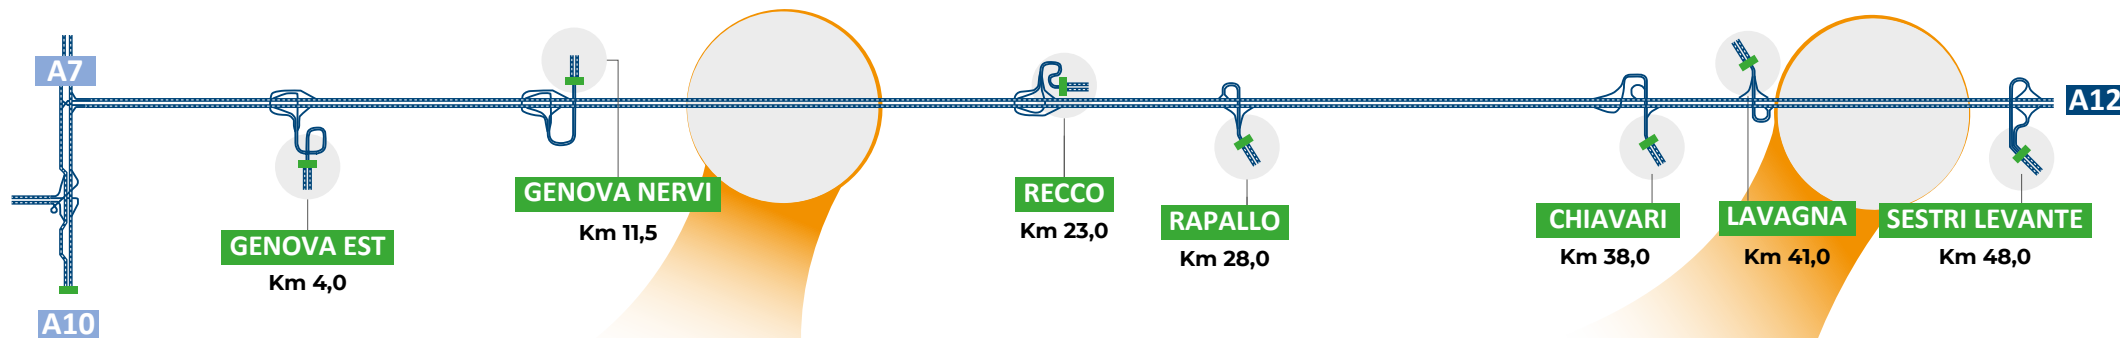 A7
A10
GENOVA EST
Km 4,0
GENOVA NERVI
Km 11,5
RECCO
Km 23,0
RAPALLO
Km 28,0
CHIAVARI
Km 38,0
LAVAGNA
Km 41,0
SESTRI LEVANTE
Km 48,0
A12